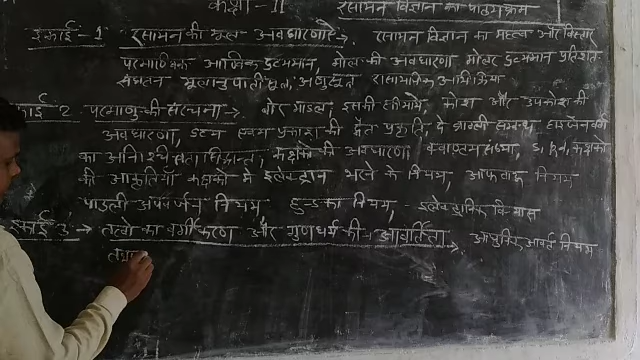 कक्षा - 11 रसायन विज्ञान का पाठ्यक्रम
इकाई - 1 रसायन की मूल अवधारणाएँ → . रसायन विज्ञान का महत्व और विस्तार
परमाणविक आण्विक द्रव्यमान, मोल की अवधारणा मोलर द्रव्यमान प्रतिशत-
संघटन मूलानुपाती सूत्र, अणुसूत्र रासायनिक अभिक्रिया
इकाई 2 परमाणु की संरचना → . बोर माडल, इसकी सीमायें, कोश और उपकोश की
अवधारणा, द्रव्य प्रकाश की द्वैत प्रकृति, दे ब्राग्ली सम्बन्ध हाइजेनबर्ग
का अनिश्चितता सिद्धान्त, कक्षकों की अवधारणा क्वाण्टम संख्या, S, P, d, कक्षक
की आकृतियाँ कक्षकों में इलेक्ट्रान भरने के नियम, आफबाऊ नियम
पाउली अपवर्जन नियम, हुन्ड का नियम, इलेक्ट्रानिक विन्यास
इकाई 3 → तत्वों का वर्गीकरण और गुणधर्म की आवर्तिता → . आधुनिक आवर्त नियम
तथा